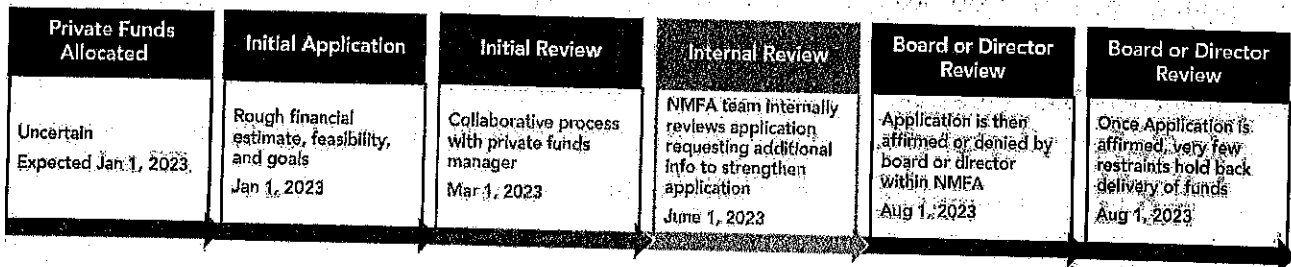 Private Funds
Allocated
Uncertain
Expected Jan 1, 2023
Initial Application
Rough financial
estimate, feasibility,
and goals
Jan 1, 2023
Initial Review
Collaborative process
with private funds
manager
Mar 1, 2023
Internal Review
NMFA team internally
reviews application
requesting additional
info to strengthen
application
June 1, 2023
Board or Director
Review
Application is then
affirmed or denied by
board or director
within NMFA
Aug 1, 2023
Board or Director
Review
Once Application is
affirmed, very few
restraints hold back
delivery of funds
Aug 1, 2023